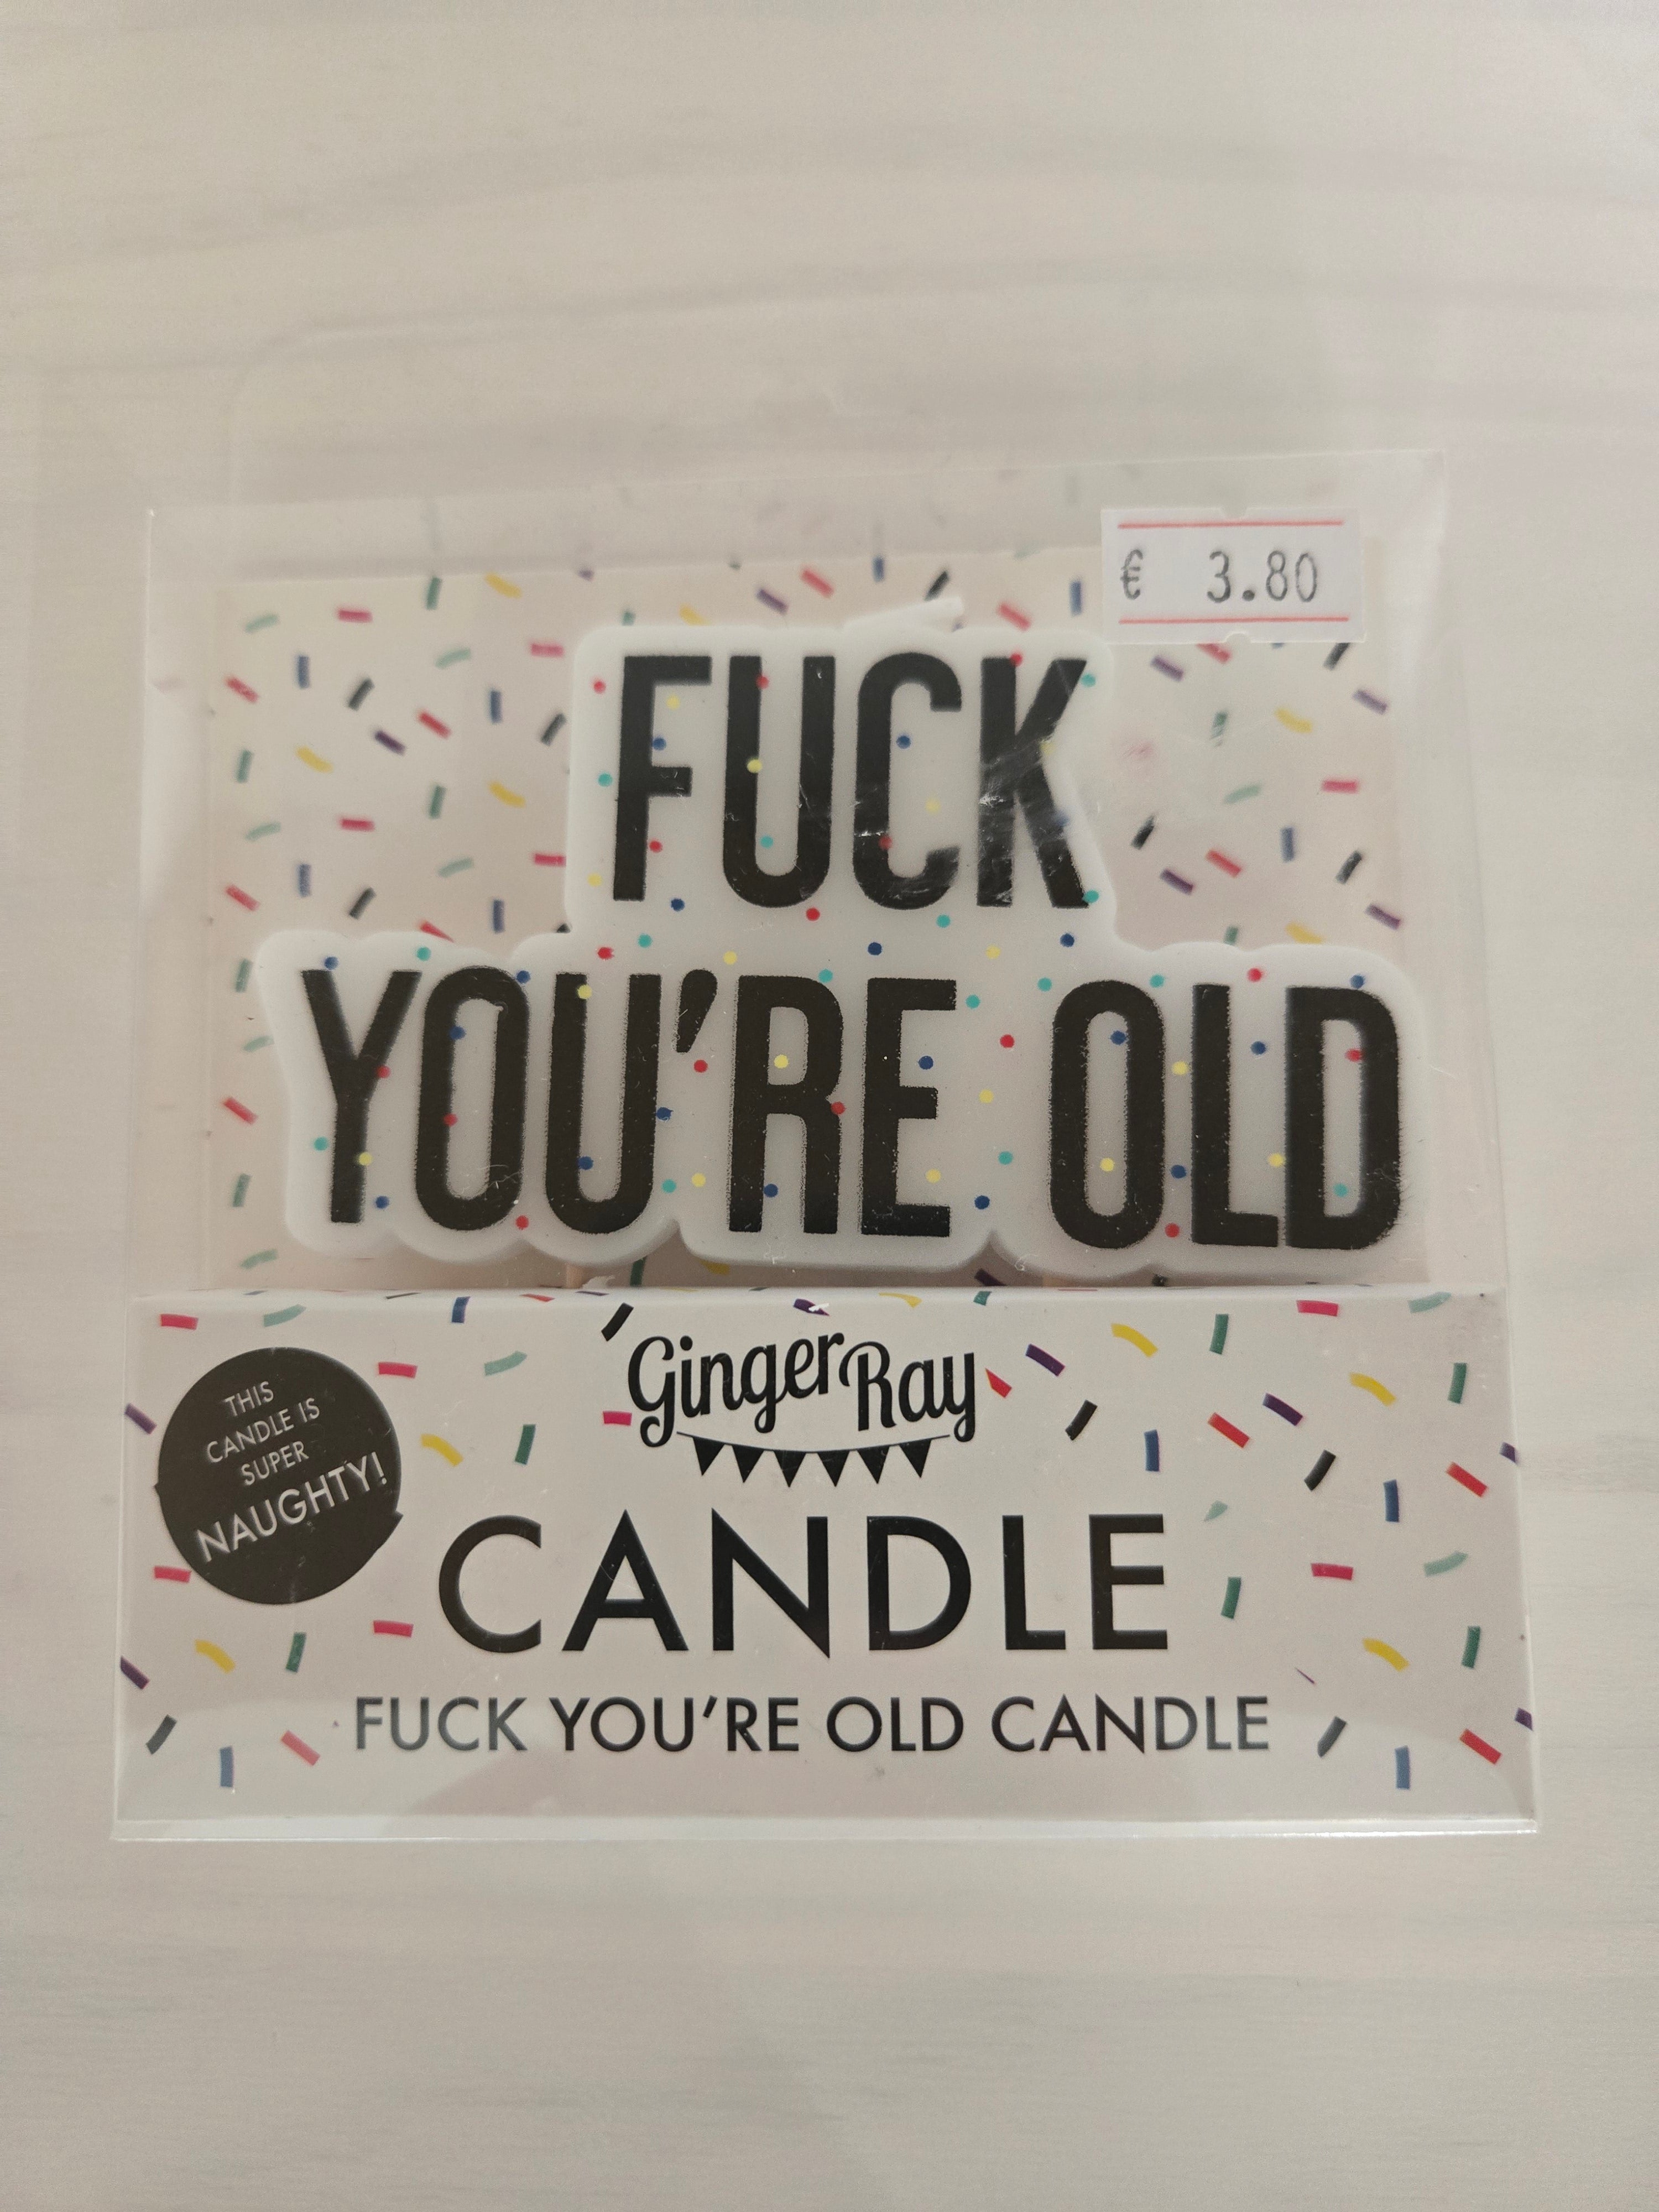 € 3.80
FUCK
YOU'RE OLD
Ginger Ray
THIS
CANDLE IS
SUPER
NAUGHTY!
CANDLE
FUCK YOU'RE OLD CANDLE